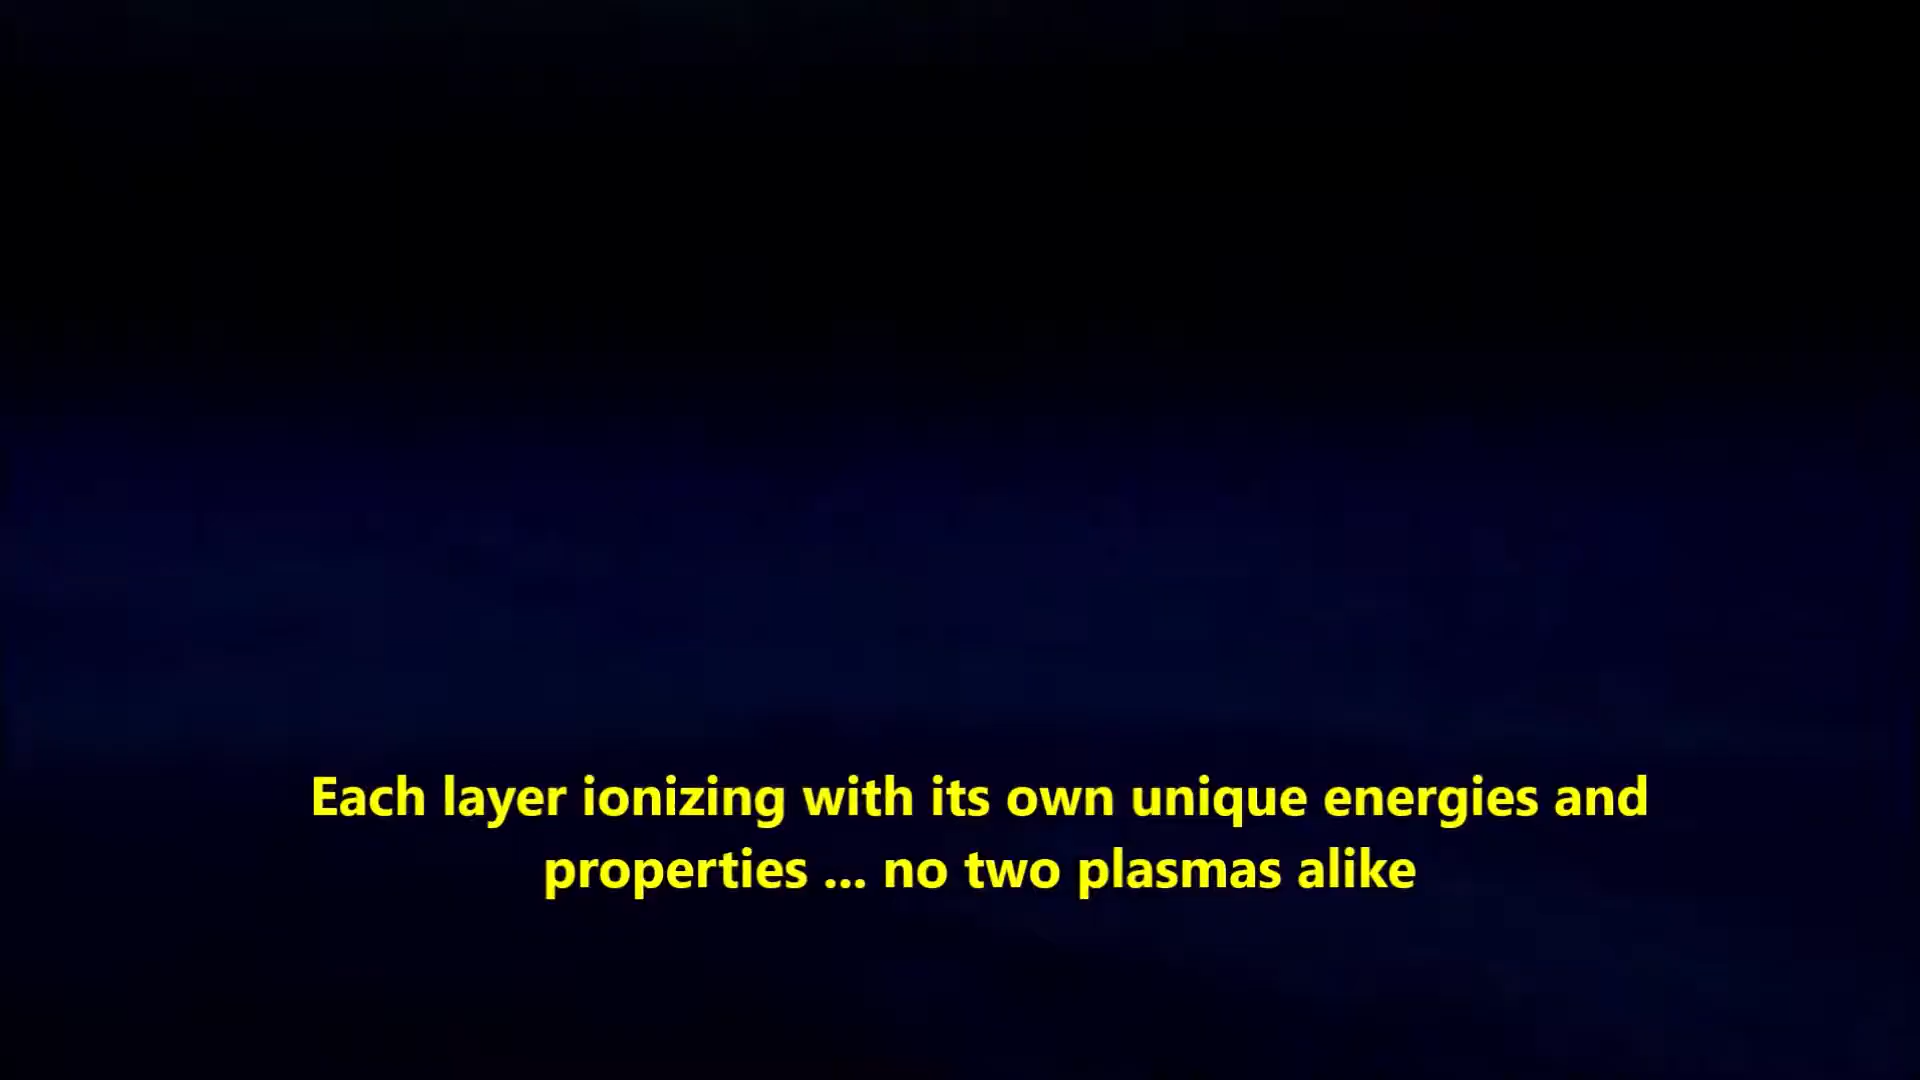 Each layer ionizing with its own unique energies and
properties ... no two plasmas alike